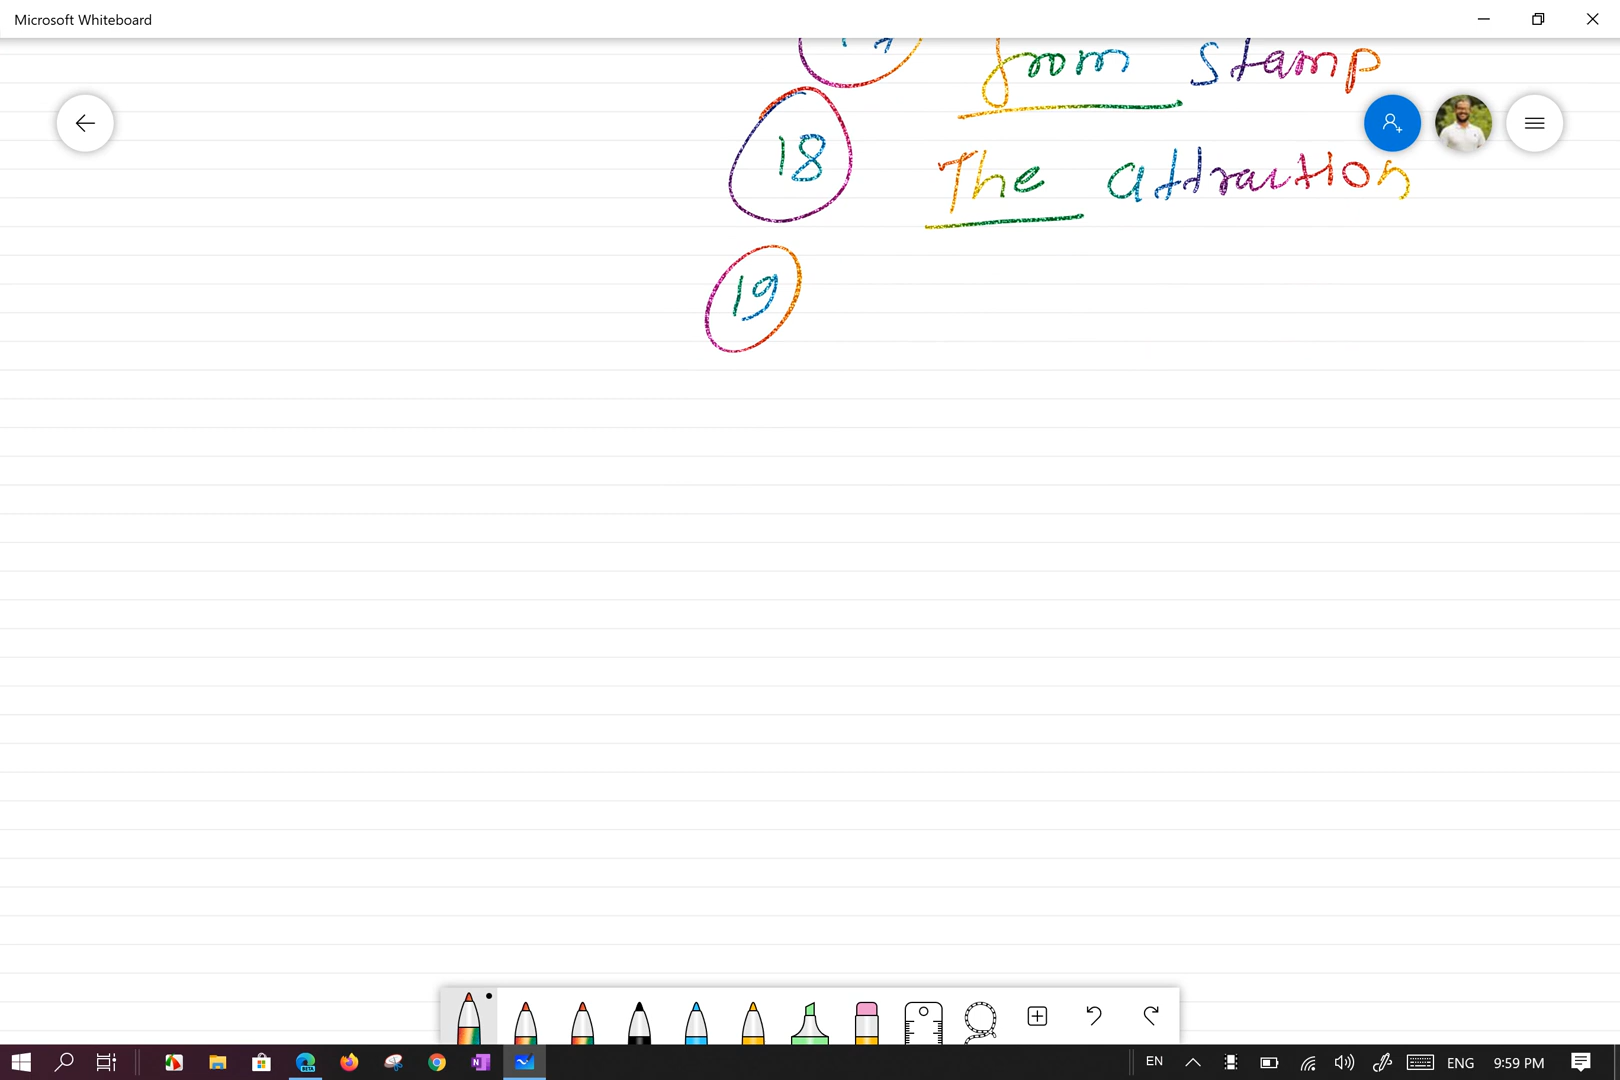 Microsoft Whiteboard
from stamp
18 The attraction
19
EN ENG 9:59 PM